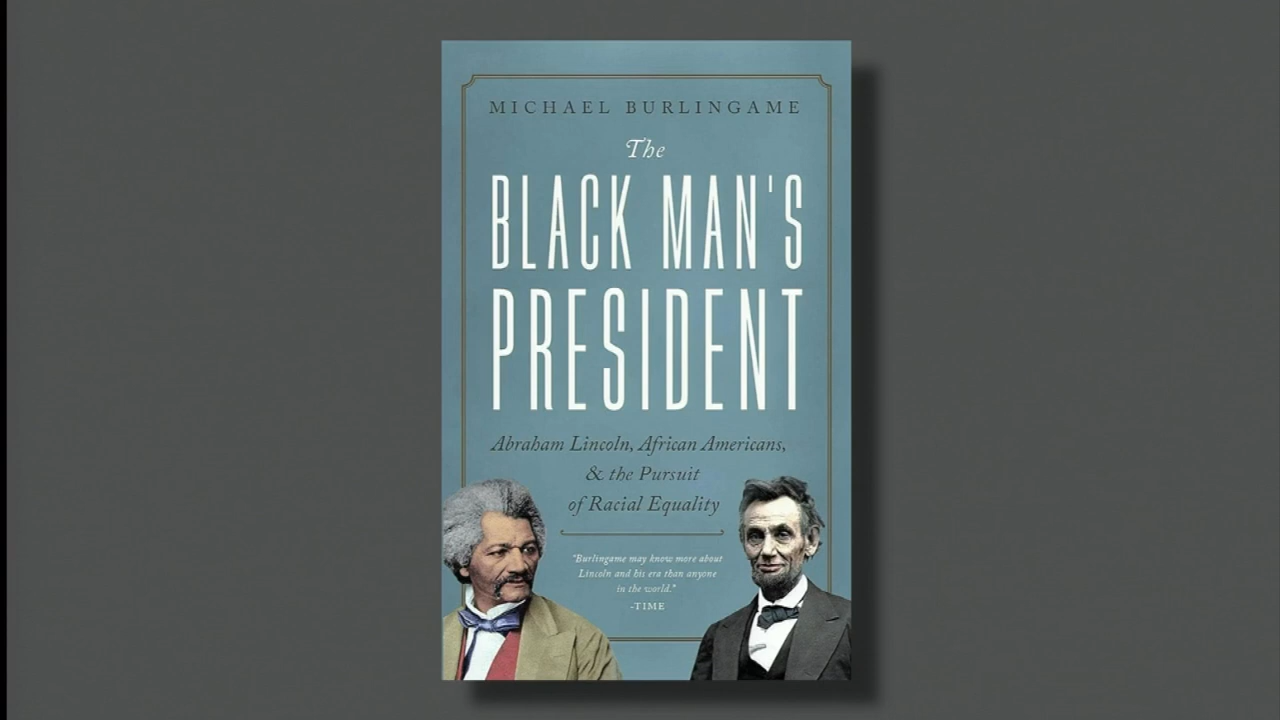 MICHAEL BURLINGAME
The
BLACK MAN'S
PRESIDENT
Abraham Lincoln, African Americans,
& the Pursuit
of Racial Equality
"Burlingame may know more about
Lincoln and his era than anyone
in the world."
-TIME